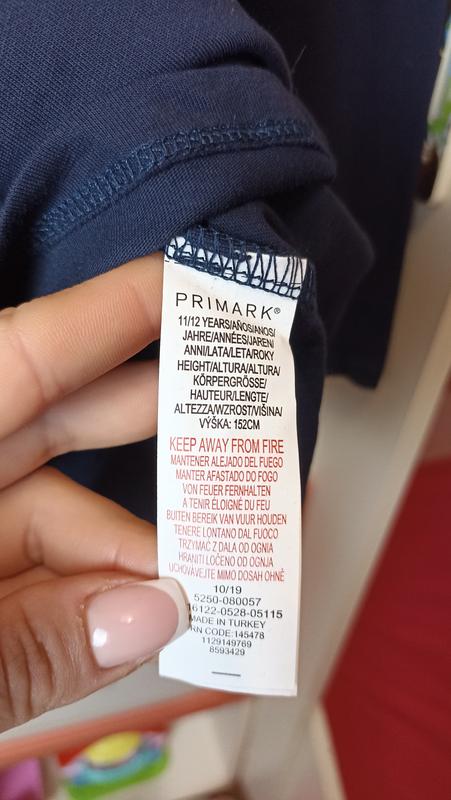 PRIMARK®
11/12 YEARS/AÑOS/ANOS/
JAHRE/ANNÉES/JAREN/
ANNI/LATA/LETA/ROKY
HEIGHT/ALTURA/ALTURA/
KÖRPERGRÖSSE/
HAUTEUR/LENGTE/
ALTEZZA/WZROST/VIŠINA/
VÝŠKA: 152CM
KEEP AWAY FROM FIRE
MANTENER ALEJADO DEL FUEGO
MANTER AFASTADO DO FOGO
VON FEUER FERNHALTEN
A TENIR ÉLOIGNÉ DU FEU
BUITEN BEREIK VAN VUUR HOUDEN
TENERE LONTANO DAL FUOCO
TRZYMAĆ Z DALA OD OGNIA
HRANITI LOČENO OD OGNJA
UCHOVÁVEJTE MIMO DOSAH OHNĚ
10/19
5250-080057
6122-0528-05115
MADE IN TURKEY
RN CODE:145478
1129149769
8593429